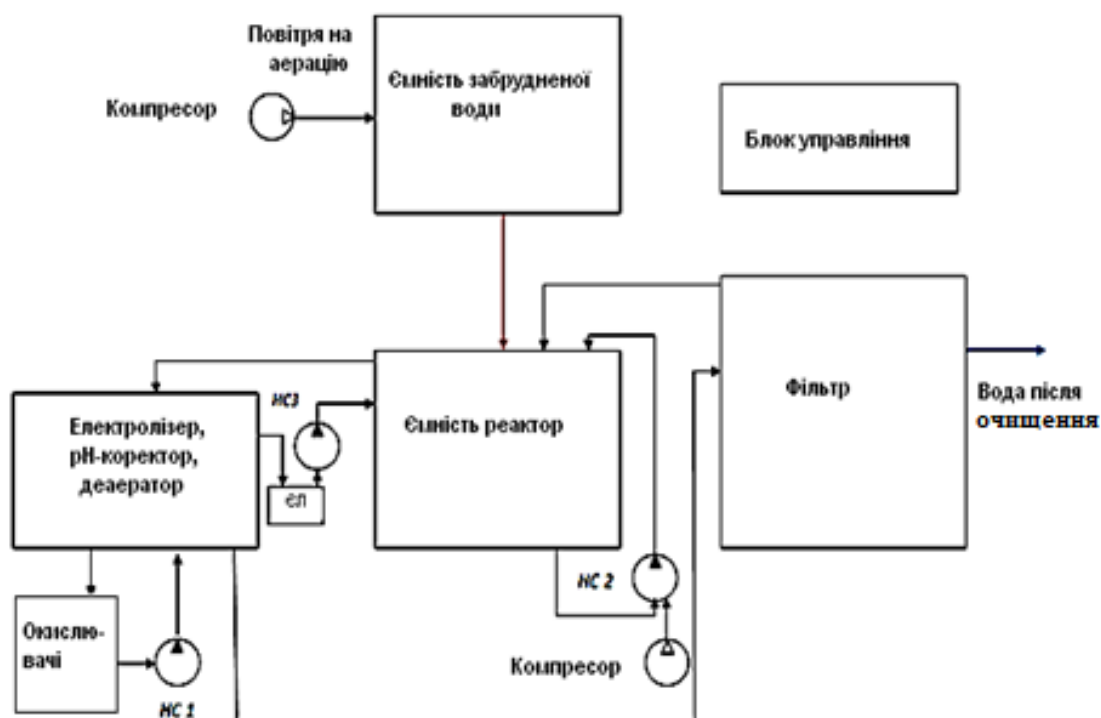 Повітря на
аерацію
Компресор
Ємність забрудненої
води
Блок управління
Фільтр
Вода після
очищення
НС3
Ємність реактор
Електролізер,
рН-коректор,
деаератор
ЄЛ
НС 2
Окислю-
вачі
НС 1
Компресор